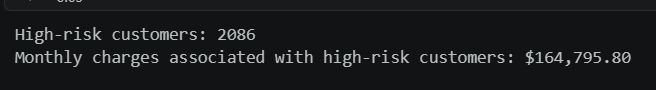 High-risk customers: 2086
Monthly charges associated with high-risk customers: $164,795.80